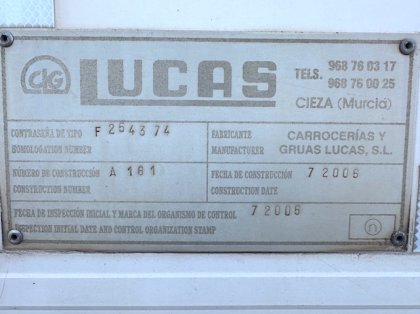 CLG LUCAS
TELS. 968 76 03 17
968 76 00 25
CIEZA (Murcia)
CONTRASEÑA DE TIPO F 264374
HOMOLOGATION NUMBER
FABRICANTE CARROCERÍAS Y
MANUFACTURER GRUAS LUCAS, S.L.
NÚMERO DE CONSTRUCCIÓN A 161
CONSTRUCTION NUMBER
FECHA DE CONSTRUCCIÓN 7 2006
CONSTRUCTION DATE
FECHA DE INSPECCIÓN INICIAL Y MARCA DEL ORGANISMO DE CONTROL 7 2006
INSPECTION INITIAL DATE AND CONTROL ORGANIZATION STAMP
n